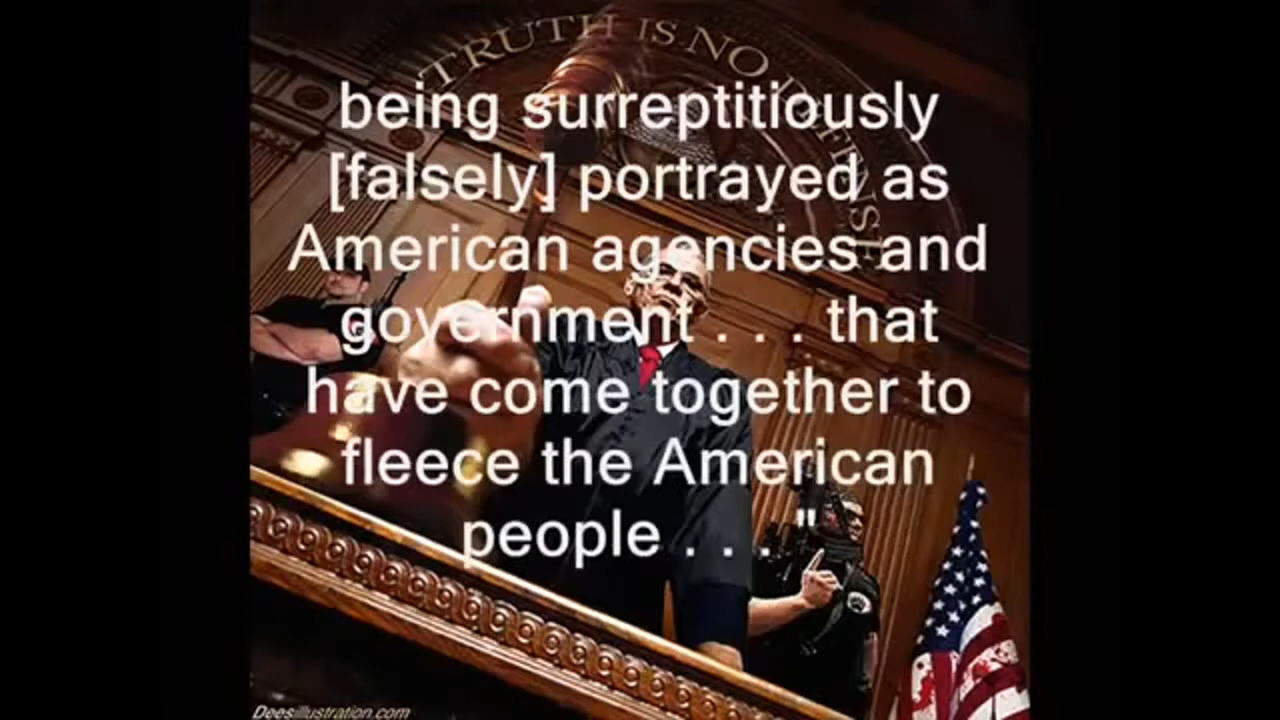 TRUTH IS NO DEFENSE
being surreptitiously
[falsely] portrayed as
American agencies and
government . . . that
have come together to
fleece the American
people . . . "
Deesillustration.com